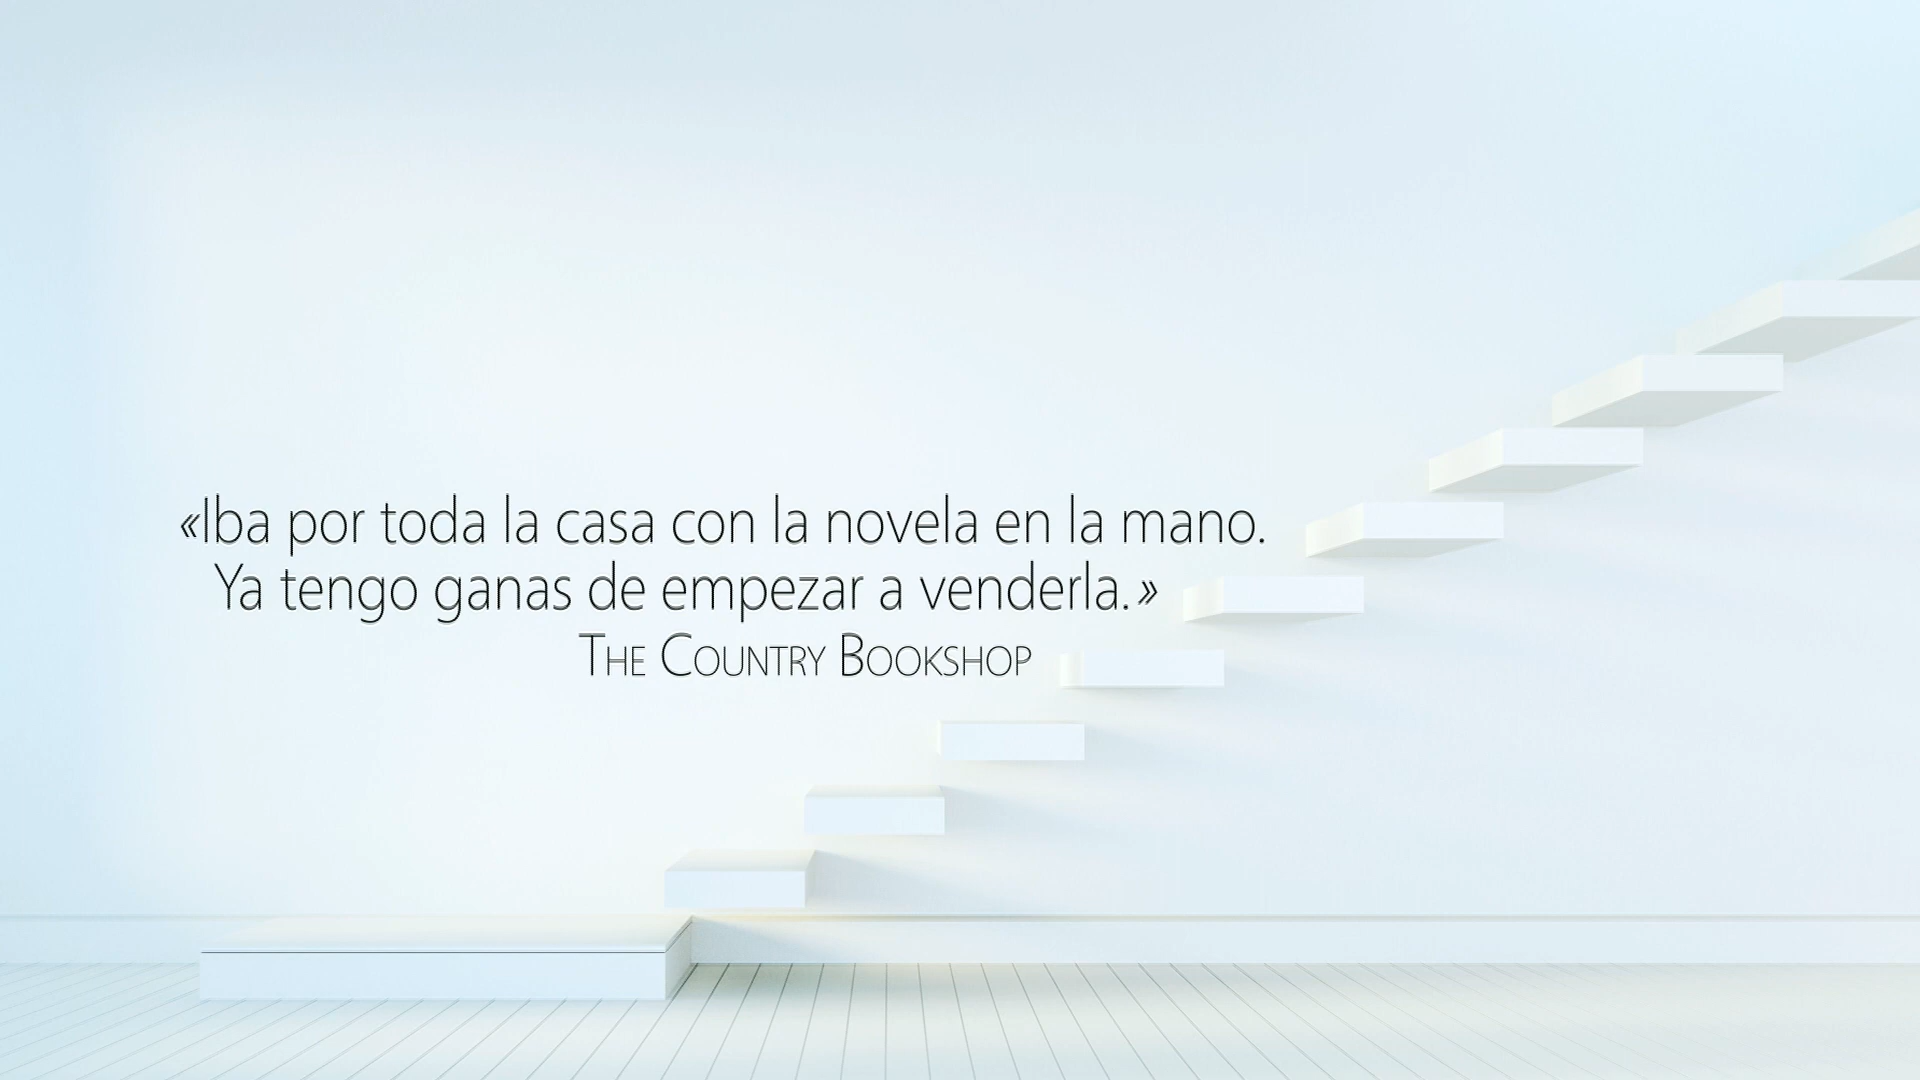 «Iba por toda la casa con la novela en la mano.
Ya tengo ganas de empezar a venderla.»
The Country Bookshop